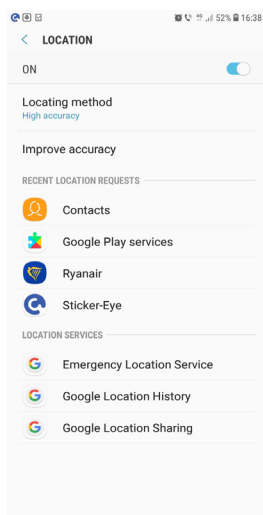 52% 16:38
LOCATION
ON
Locating method
High accuracy
Improve accuracy
RECENT LOCATION REQUESTS
Contacts
Google Play services
Ryanair
Sticker-Eye
LOCATION SERVICES
Emergency Location Service
Google Location History
Google Location Sharing